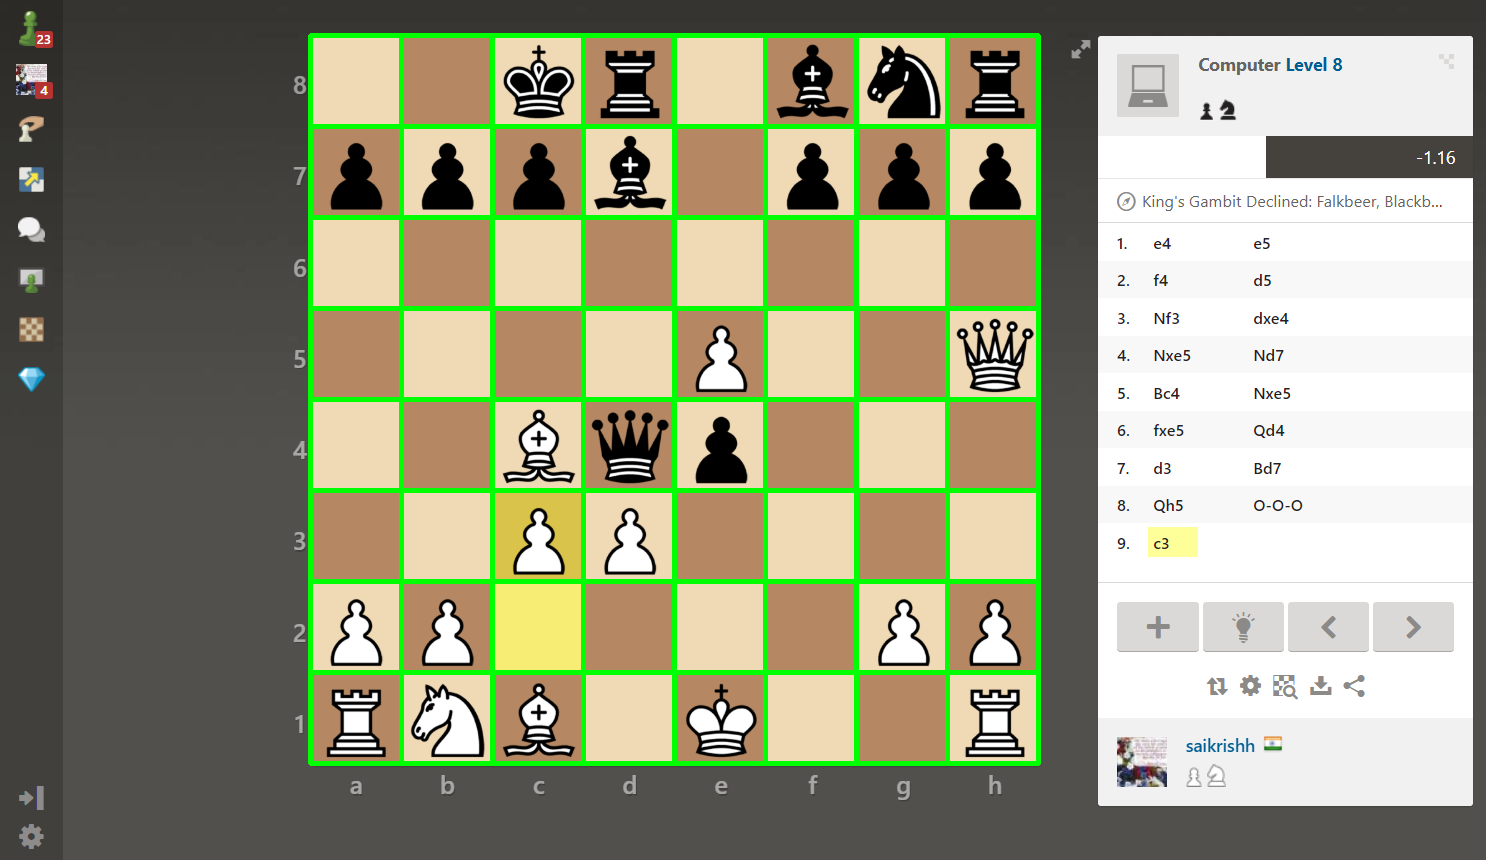 23
4
8
7
6
5
4
3
2
1
a b c d e f g h
Computer Level 8
-1.16
King's Gambit Declined: Falkbeer, Blackb...
1. e4 e5
2. f4 d5
3. Nf3 dxe4
4. Nxe5 Nd7
5. Bc4 Nxe5
6. fxe5 Qd4
7. d3 Bd7
8. Qh5 O-O-O
9. c3
saikrishh